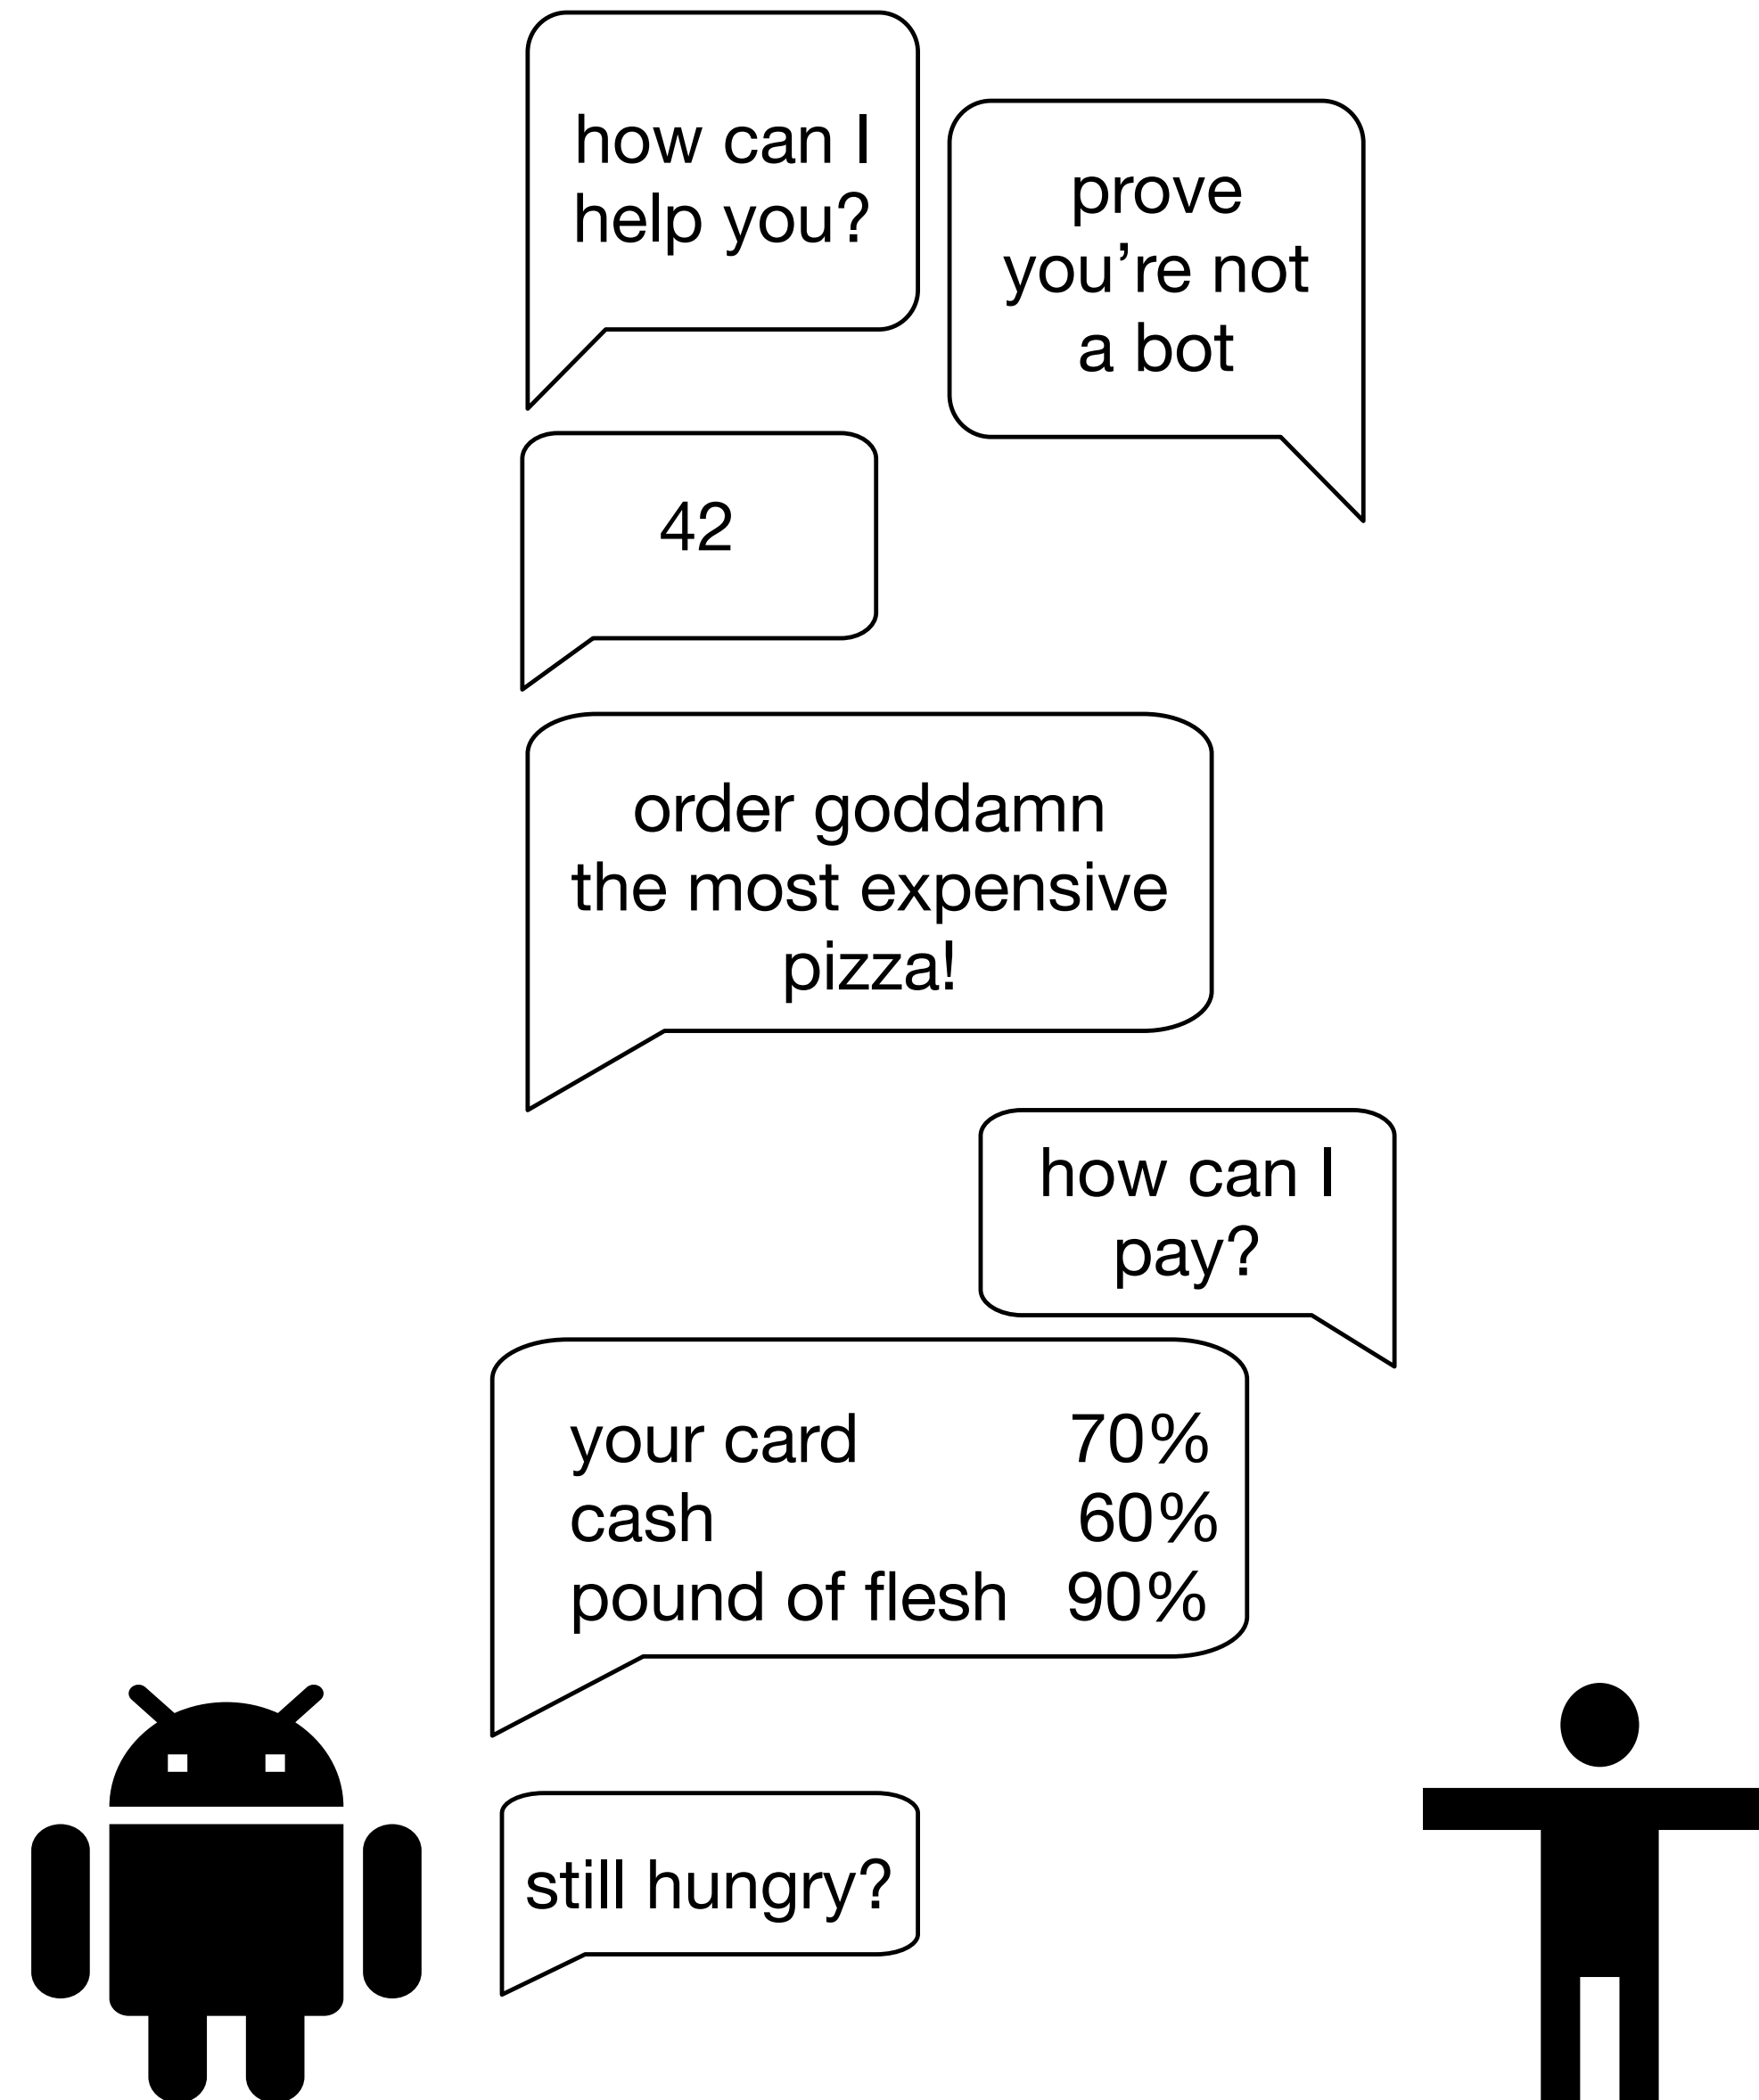 how can I
help you?
prove
you’re not
a bot
42
order goddamn
the most expensive
pizza!
how can I
pay?
your card 70%
cash 60%
pound of flesh 90%
still hungry?